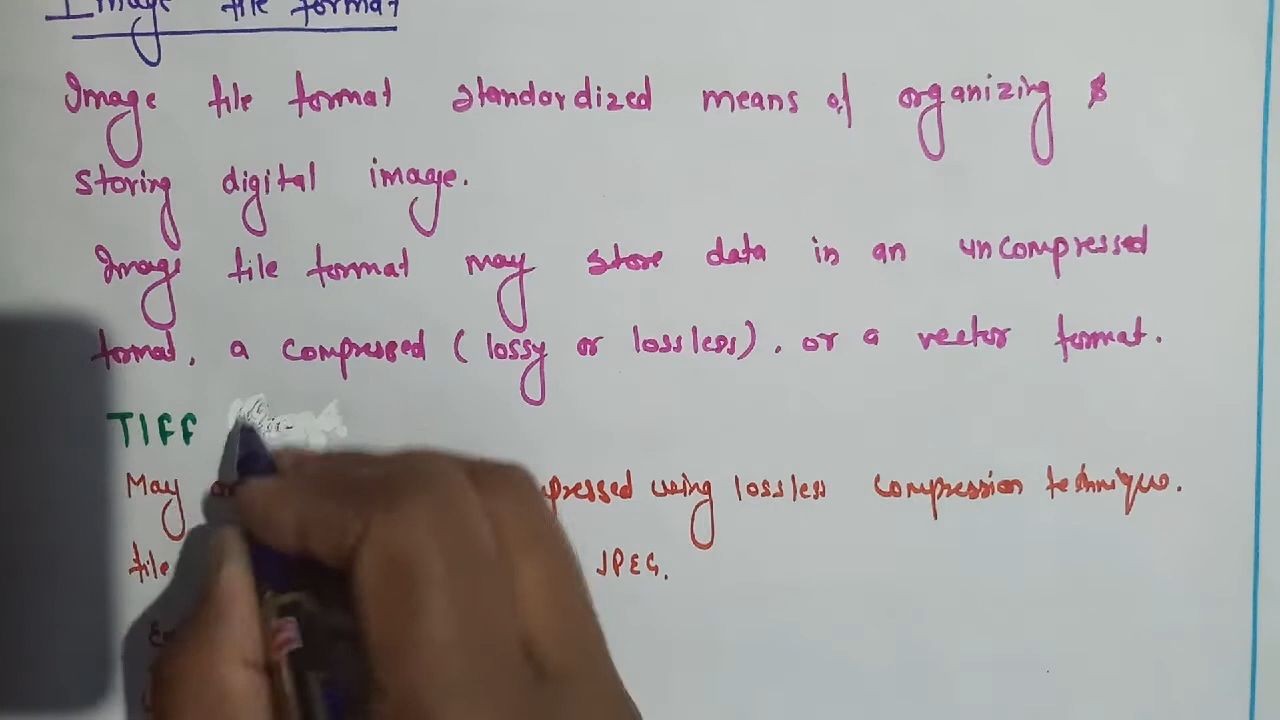 Image file format
Image file format standardized means of organizing &
storing digital image.
Image file format may store data in an uncompressed
format, a compressed (lossy or lossless), or a vector format.
TIFF
May using lossless compression technique.
file JPEG.